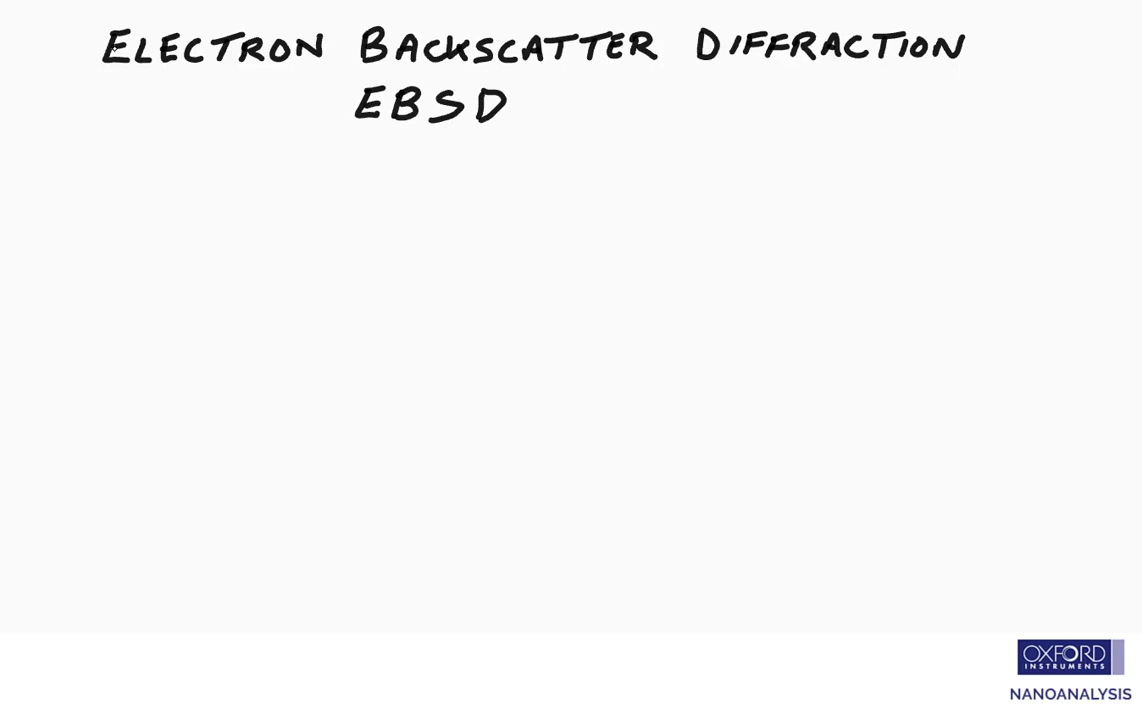 ELECTRON BACKSCATTER DIFFRACTION
EBSD
OXFORD
INSTRUMENTS
NANOANALYSIS